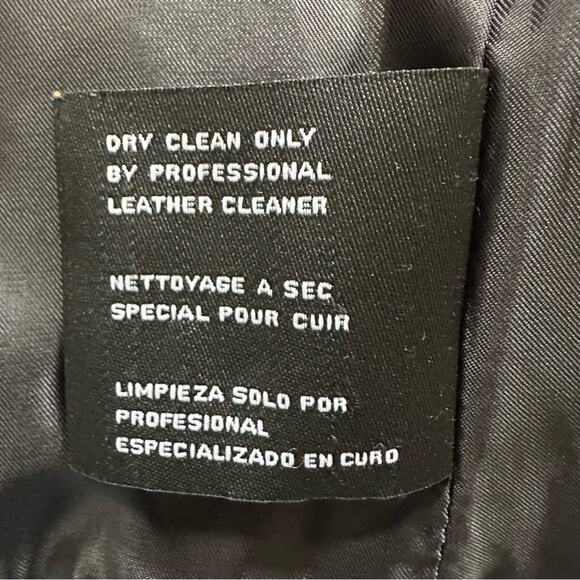 DRY CLEAN ONLY
BY PROFESSIONAL
LEATHER CLEANER
NETTOYAGE A SEC
SPECIAL POUR CUIR
LIMPIEZA SOLO POR
PROFESIONAL
ESPECIALIZADO EN CURO